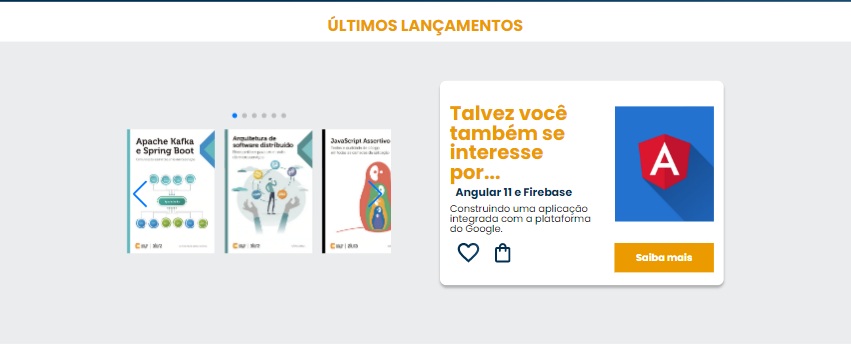 ÚLTIMOS LANÇAMENTOS
Apache Kafka
e Spring Boot
Arquitetura de
software distribuído
JavaScript Assertivo
Talvez você
também se
interesse
por...
Angular 11 e Firebase
Construindo uma aplicação
integrada com a plataforma
do Google.
Saiba mais